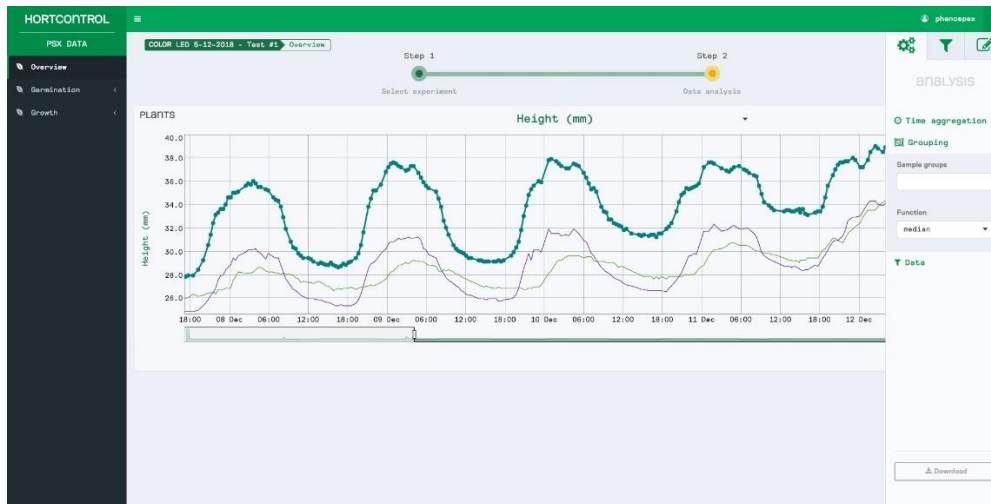 HORTCONTROL
phenospex
PSX DATA
Overview
Germination
Growth
COLOR LED 5-12-2018 - Test #1 Overview
Step 1
Step 2
Select experiment
Data analysis
PLANTS
Height (mm)
40.0
38.0
36.0
34.0
32.0
30.0
28.0
26.0
Height (mm)
18:00 08 Dec 06:00 12:00 18:00 09 Dec 06:00 12:00 18:00 10 Dec 06:00 12:00 18:00 11 Dec 06:00 12:00 18:00 12 Dec
ANALYSIS
Time aggregation
Grouping
Sample groups
Function
median
Data
Download